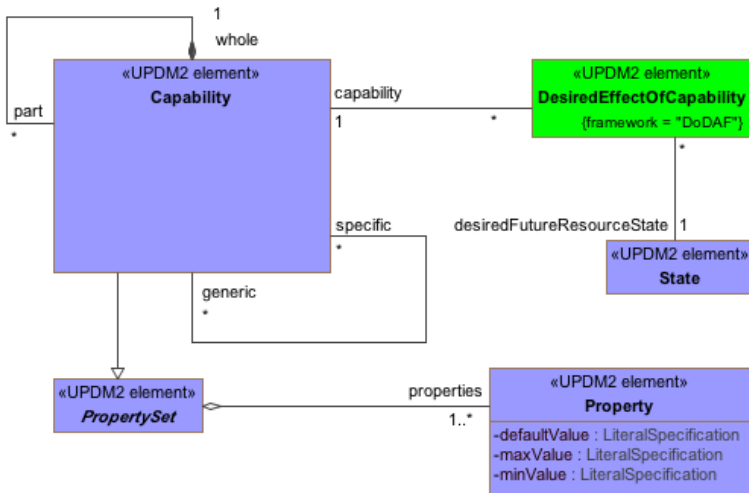 1
whole
«UPDM2 element»
Capability
part
*
capability
1
*
«UPDM2 element»
DesiredEffectOfCapability
{framework = "DoDAF"}
*
desiredFutureResourceState
1
«UPDM2 element»
State
specific
*
generic
*
«UPDM2 element»
PropertySet
properties
1..*
«UPDM2 element»
Property
-defaultValue : LiteralSpecification
-maxValue : LiteralSpecification
-minValue : LiteralSpecification